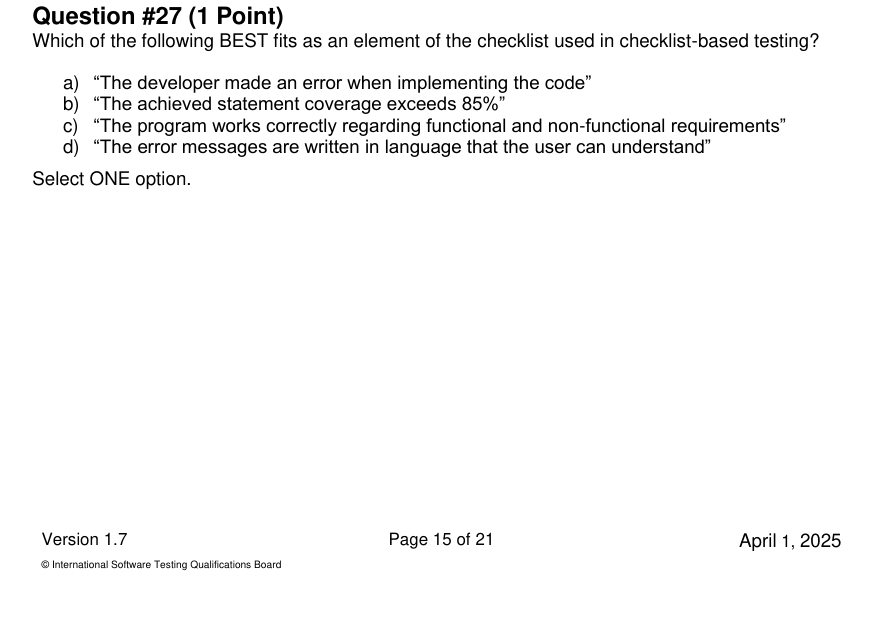 Question #27 (1 Point)
Which of the following BEST fits as an element of the checklist used in checklist-based testing?
a) “The developer made an error when implementing the code”
b) “The achieved statement coverage exceeds 85%”
c) “The program works correctly regarding functional and non-functional requirements”
d) “The error messages are written in language that the user can understand”
Select ONE option.
Version 1.7 Page 15 of 21 April 1, 2025
© International Software Testing Qualifications Board